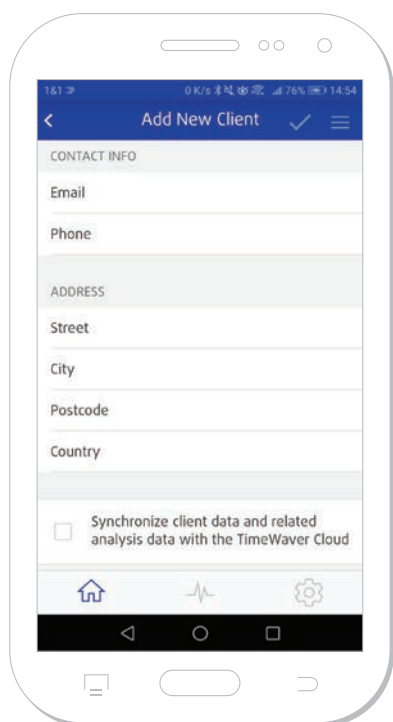 1&1
0 K/s 76% 14:54
Add New Client
CONTACT INFO
Email
Phone
ADDRESS
Street
City
Postcode
Country
Synchronize client data and related
analysis data with the TimeWaver Cloud